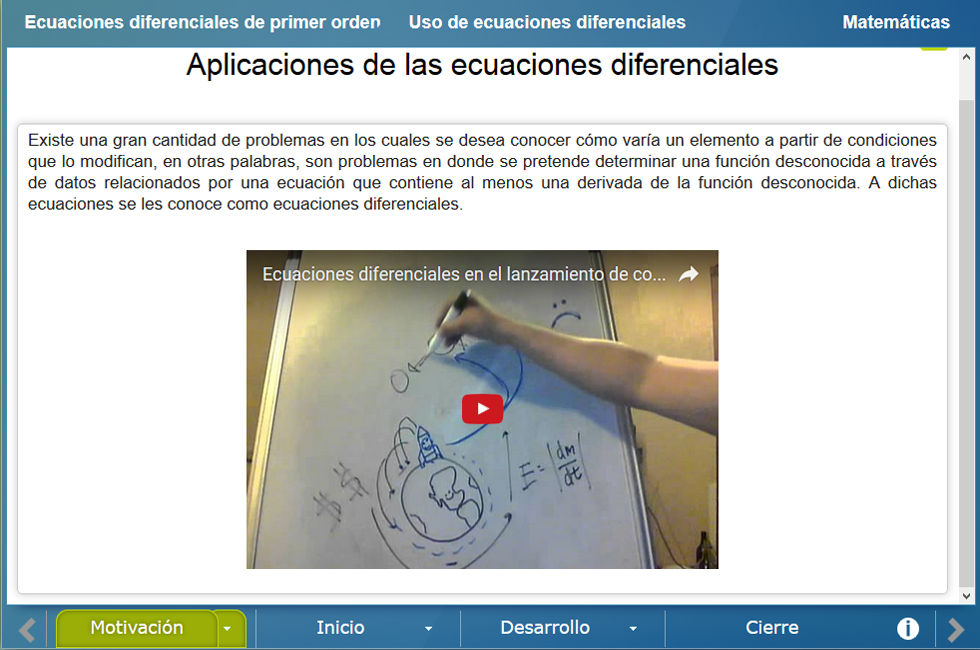 Ecuaciones diferenciales de primer orden Uso de ecuaciones diferenciales Matemáticas
Aplicaciones de las ecuaciones diferenciales
Existe una gran cantidad de problemas en los cuales se desea conocer cómo varía un elemento a partir de condiciones
que lo modifican, en otras palabras, son problemas en donde se pretende determinar una función desconocida a través
de datos relacionados por una ecuación que contiene al menos una derivada de la función desconocida. A dichas
ecuaciones se les conoce como ecuaciones diferenciales.
Ecuaciones diferenciales en el lanzamiento de co...
E = |dm/dt|
$ $
Motivación Inicio Desarrollo Cierre